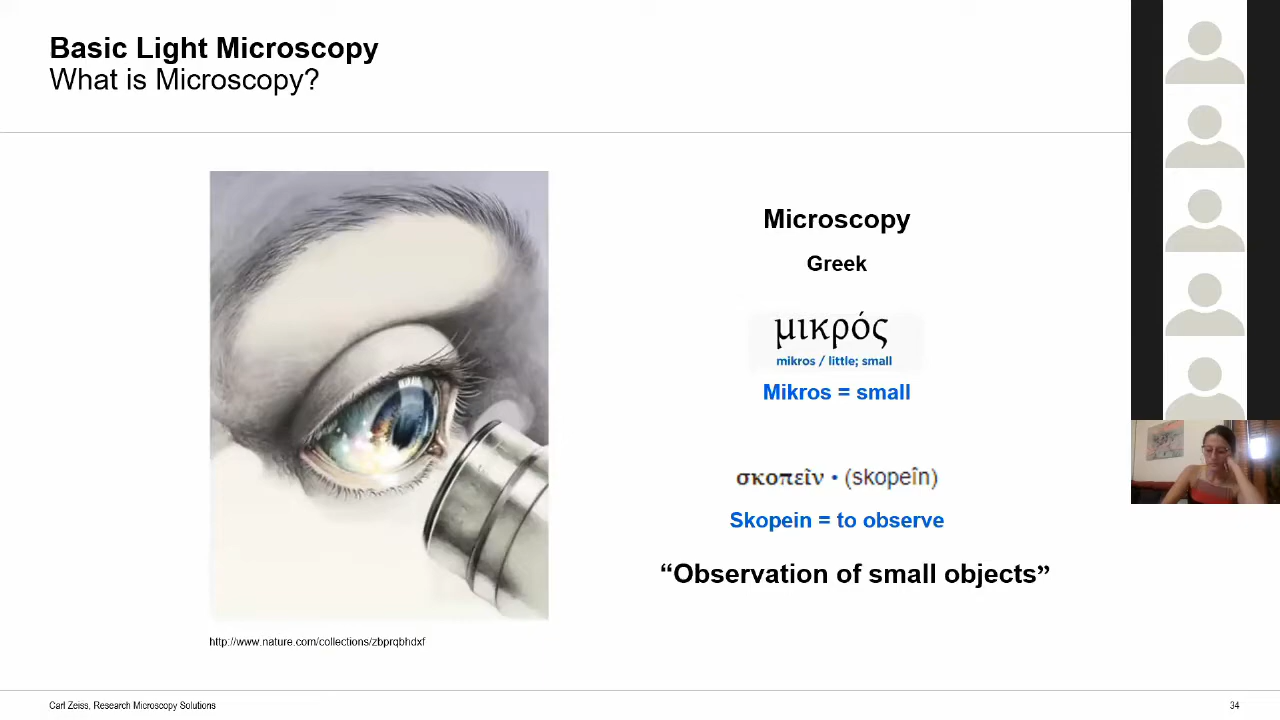 Basic Light Microscopy
What is Microscopy?
Microscopy
Greek
μικρός
mikros / little; small
Mikros = small
σκοπεῖν • (skopeîn)
Skopein = to observe
“Observation of small objects”
http://www.nature.com/collections/zbprqbhdxf
Carl Zeiss, Research Microscopy Solutions
34